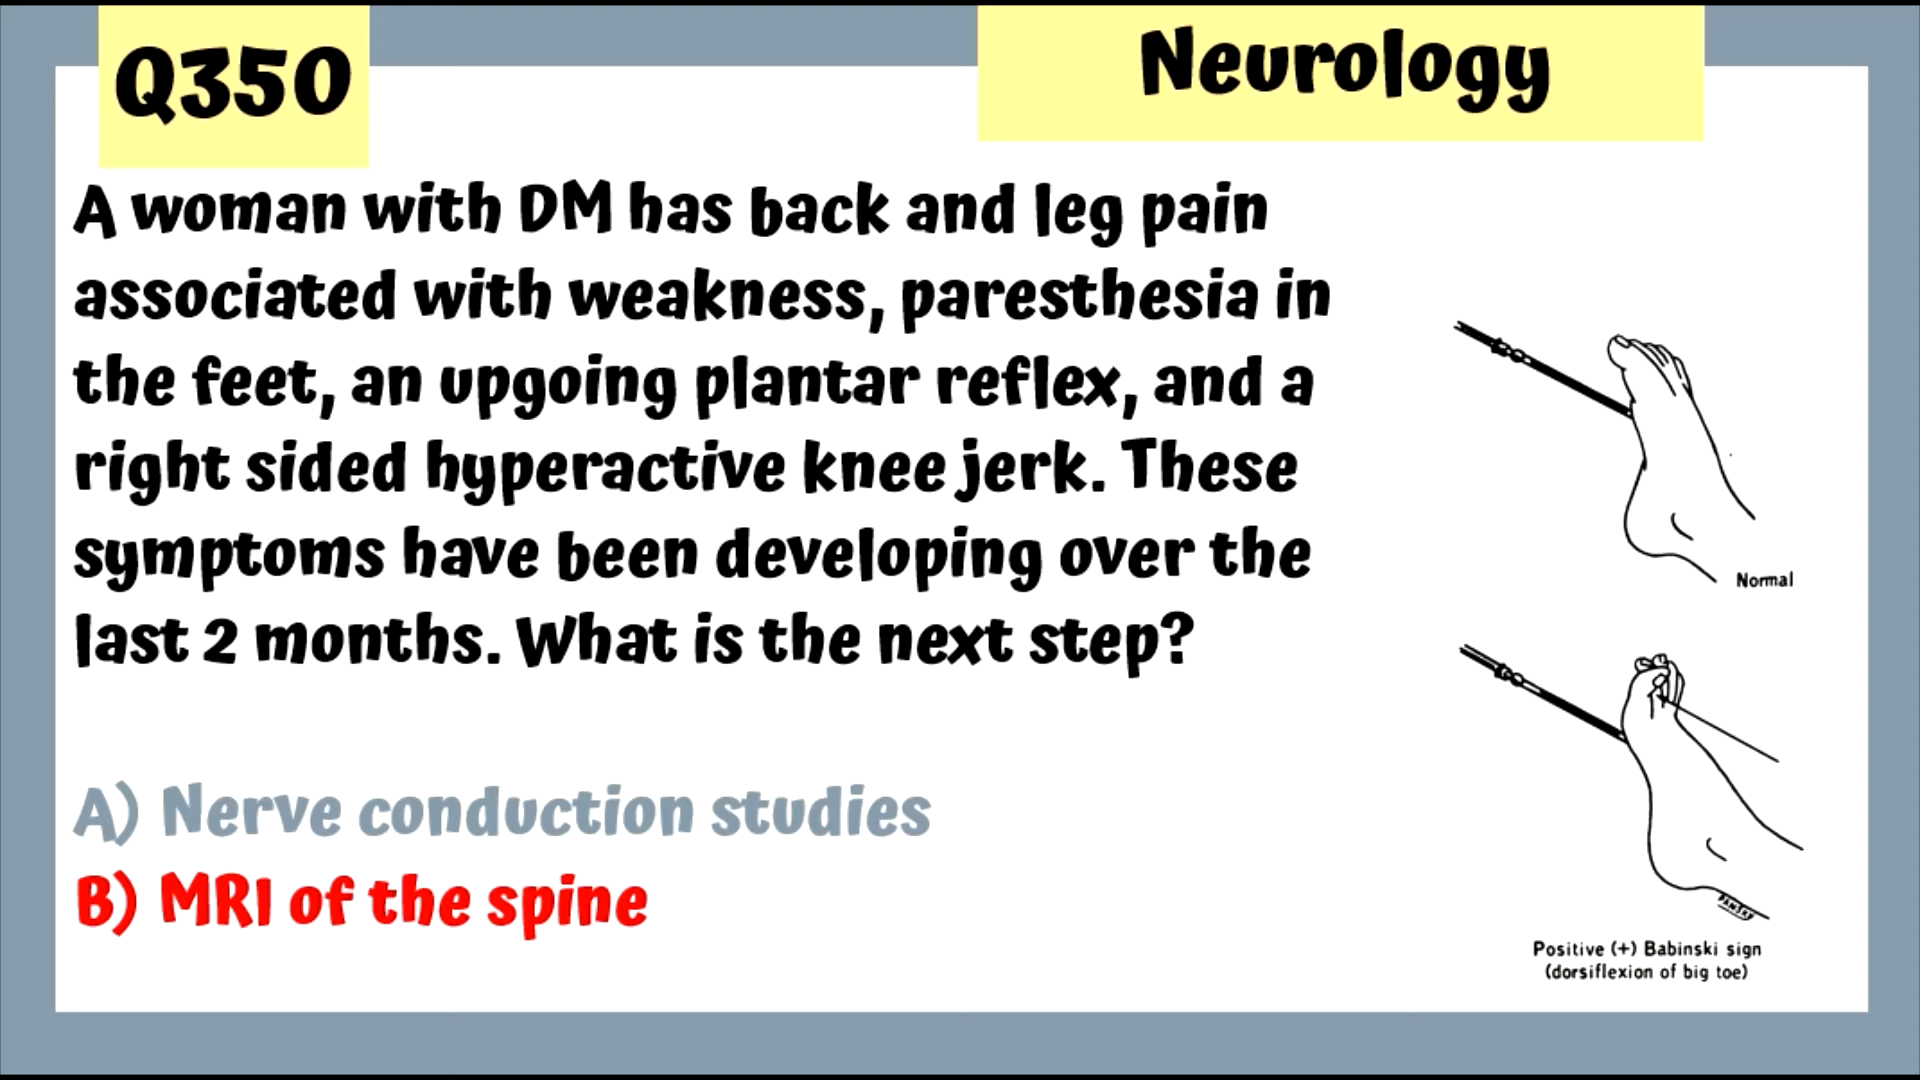 Q350
Neurology
A woman with DM has back and leg pain
associated with weakness, paresthesia in
the feet, an upgoing plantar reflex, and a
right sided hyperactive knee jerk. These
symptoms have been developing over the
last 2 months. What is the next step?
A) Nerve conduction studies
B) MRI of the spine
Normal
PANSKY
Positive (+) Babinski sign
(dorsiflexion of big toe)